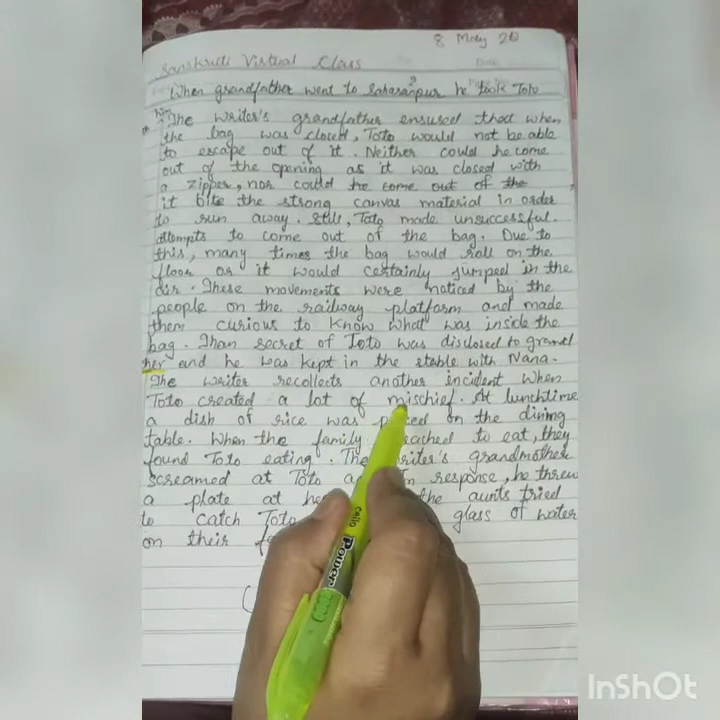 8 May 20
Sanskruti Virtual Class
When grandfather went to Saharanpur he took Toto
?
The writer's grandfather ensused that when
the bag was closed, Toto would not be able
to escape out of it. Neither could he come
out of the opening as it was closed with
a zipper, nor could he come out of the
it bite the strong canvas material in order
to run away. Still, Toto made unsuccessful
attempts to come out of the bag. Due to
this, many times the bag would roll on the
floor or it would certainly jumped in the
air. These movements were noticed by the
people on the railway platform and made
them curious to know what was inside the
bag. Than secret of Toto was disclosed to grand
her and he was kept in the stable with Nana.
The writer recollects another incident when
Toto created a lot of mischief. At lunchtime
a dish of rice was on the dining
table. When the family reached to eat, they
found Toto eating. The writer's grandmother
screamed at Toto In response, he threw
a plate at the aunts tried
to catch Toto glass of water
on their
cello
Power
InShOt